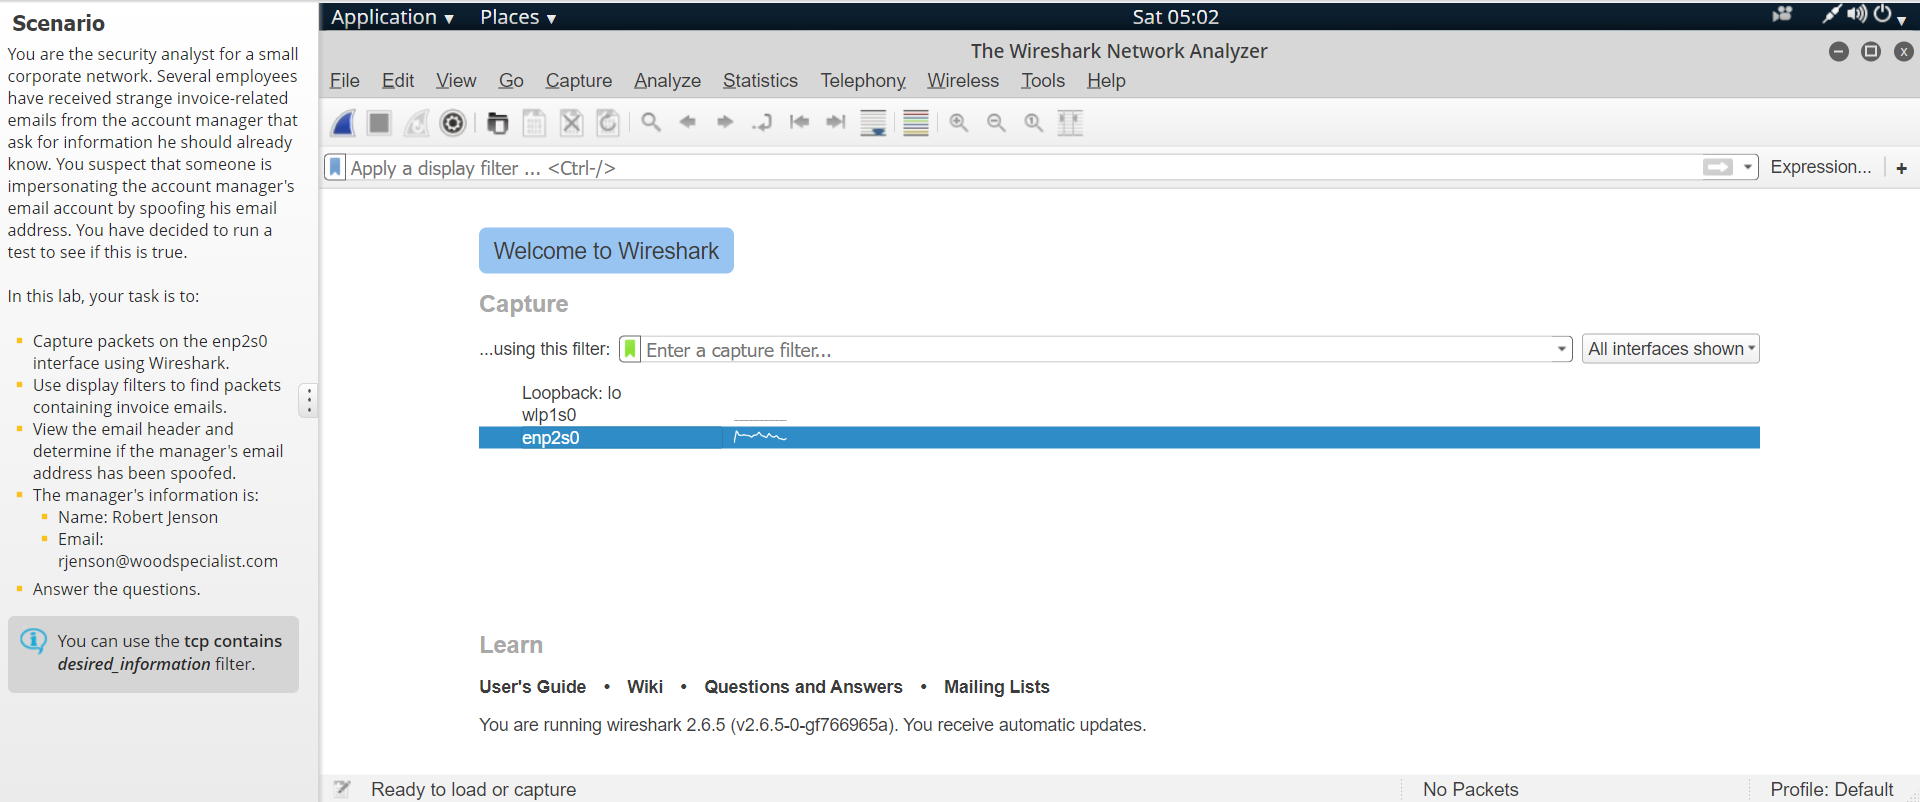 Scenario
You are the security analyst for a small
corporate network. Several employees
have received strange invoice-related
emails from the account manager that
ask for information he should already
know. You suspect that someone is
impersonating the account manager's
email account by spoofing his email
address. You have decided to run a
test to see if this is true.
In this lab, your task is to:
Capture packets on the enp2s0
interface using Wireshark.
Use display filters to find packets
containing invoice emails.
View the email header and
determine if the manager's email
address has been spoofed.
The manager's information is:
Name: Robert Jenson
Email:
rjenson@woodspecialist.com
Answer the questions.
You can use the tcp contains
desired_information filter.
Application Places Sat 05:02
The Wireshark Network Analyzer
File Edit View Go Capture Analyze Statistics Telephony Wireless Tools Help
Apply a display filter ... <Ctrl-/> Expression... +
Welcome to Wireshark
Capture
...using this filter: Enter a capture filter... All interfaces shown
Loopback: lo
wlp1s0
enp2s0
Learn
User's Guide • Wiki • Questions and Answers • Mailing Lists
You are running wireshark 2.6.5 (v2.6.5-0-gf766965a). You receive automatic updates.
Ready to load or capture No Packets Profile: Default